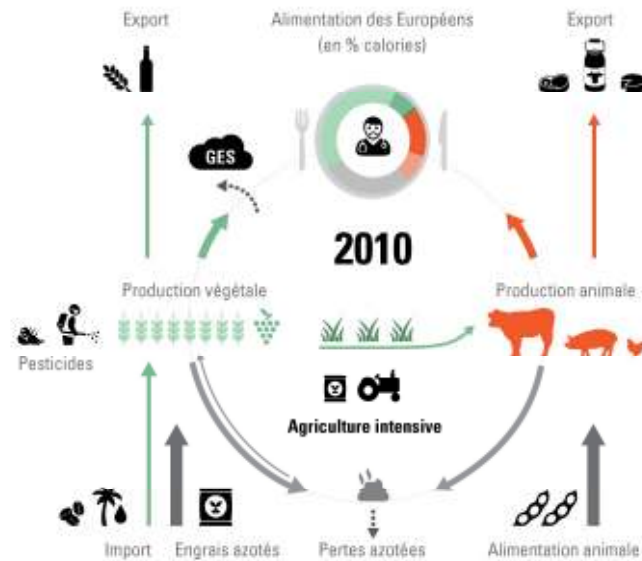 Export
Alimentation des Européens
(en % calories)
Export
GES
2010
Production végétale
Production animale
Pesticides
Agriculture intensive
Import
Engrais azotés
Pertes azotées
Alimentation animale